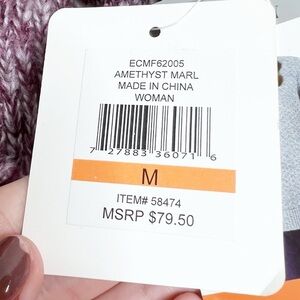 ECMF62005
AMETHYST MARL
MADE IN CHINA
WOMAN
7 27883 36071 6
M
ITEM# 58474
MSRP $79.50